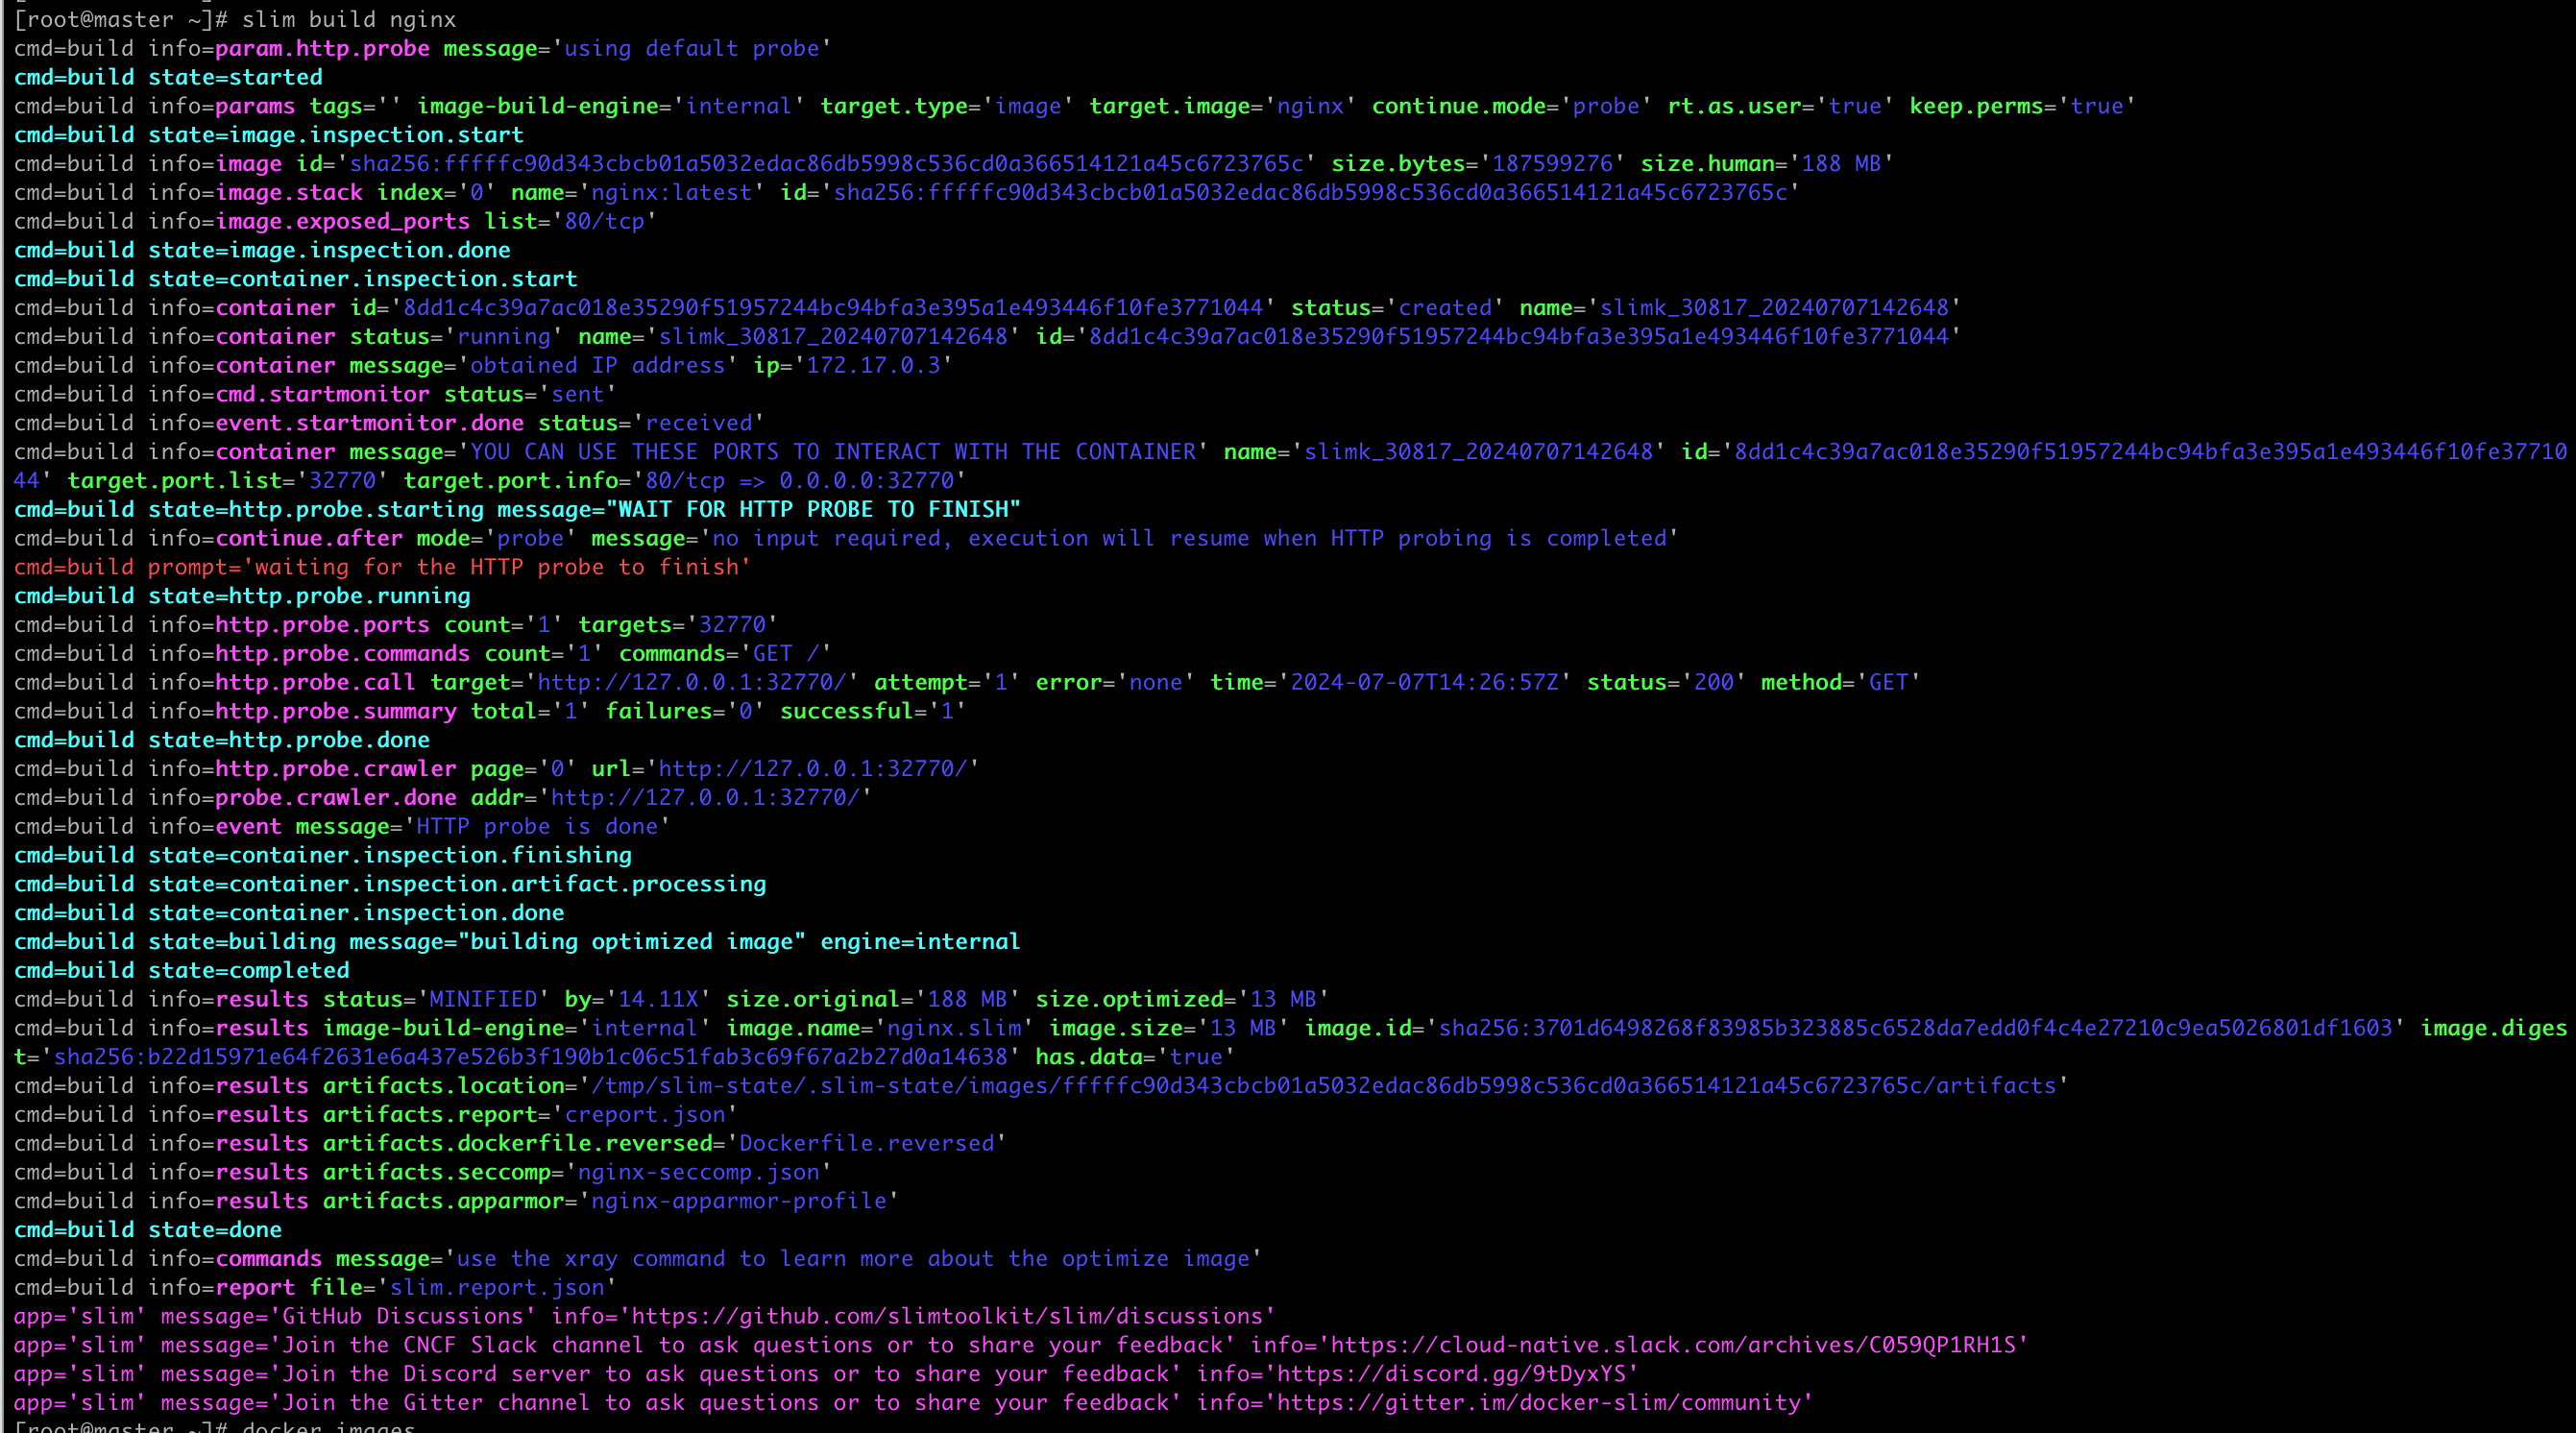 [root@master ~]# slim build nginx
cmd=build info=param.http.probe message='using default probe'
cmd=build state=started
cmd=build info=params tags='' image-build-engine='internal' target.type='image' target.image='nginx' continue.mode='probe' rt.as.user='true' keep.perms='true'
cmd=build state=image.inspection.start
cmd=build info=image id='sha256:fffffc90d343cbcb01a5032edac86db5998c536cd0a366514121a45c6723765c' size.bytes='187599276' size.human='188 MB'
cmd=build info=image.stack index='0' name='nginx:latest' id='sha256:fffffc90d343cbcb01a5032edac86db5998c536cd0a366514121a45c6723765c'
cmd=build info=image.exposed_ports list='80/tcp'
cmd=build state=image.inspection.done
cmd=build state=container.inspection.start
cmd=build info=container id='8dd1c4c39a7ac018e35290f51957244bc94bfa3e395a1e493446f10fe3771044' status='created' name='slimk_30817_20240707142648'
cmd=build info=container status='running' name='slimk_30817_20240707142648' id='8dd1c4c39a7ac018e35290f51957244bc94bfa3e395a1e493446f10fe3771044'
cmd=build info=container message='obtained IP address' ip='172.17.0.3'
cmd=build info=cmd.startmonitor status='sent'
cmd=build info=event.startmonitor.done status='received'
cmd=build info=container message='YOU CAN USE THESE PORTS TO INTERACT WITH THE CONTAINER' name='slimk_30817_20240707142648' id='8dd1c4c39a7ac018e35290f51957244bc94bfa3e395a1e493446f10fe37710
44' target.port.list='32770' target.port.info='80/tcp => 0.0.0.0:32770'
cmd=build state=http.probe.starting message="WAIT FOR HTTP PROBE TO FINISH"
cmd=build info=continue.after mode='probe' message='no input required, execution will resume when HTTP probing is completed'
cmd=build prompt='waiting for the HTTP probe to finish'
cmd=build state=http.probe.running
cmd=build info=http.probe.ports count='1' targets='32770'
cmd=build info=http.probe.commands count='1' commands='GET /'
cmd=build info=http.probe.call target='http://127.0.0.1:32770/' attempt='1' error='none' time='2024-07-07T14:26:57Z' status='200' method='GET'
cmd=build info=http.probe.summary total='1' failures='0' successful='1'
cmd=build state=http.probe.done
cmd=build info=http.probe.crawler page='0' url='http://127.0.0.1:32770/'
cmd=build info=probe.crawler.done addr='http://127.0.0.1:32770/'
cmd=build info=event message='HTTP probe is done'
cmd=build state=container.inspection.finishing
cmd=build state=container.inspection.artifact.processing
cmd=build state=container.inspection.done
cmd=build state=building message="building optimized image" engine=internal
cmd=build state=completed
cmd=build info=results status='MINIFIED' by='14.11X' size.original='188 MB' size.optimized='13 MB'
cmd=build info=results image-build-engine='internal' image.name='nginx.slim' image.size='13 MB' image.id='sha256:3701d6498268f83985b323885c6528da7edd0f4c4e27210c9ea5026801df1603' image.diges
t='sha256:b22d15971e64f2631e6a437e526b3f190b1c06c51fab3c69f67a2b27d0a14638' has.data='true'
cmd=build info=results artifacts.location='/tmp/slim-state/.slim-state/images/fffffc90d343cbcb01a5032edac86db5998c536cd0a366514121a45c6723765c/artifacts'
cmd=build info=results artifacts.report='creport.json'
cmd=build info=results artifacts.dockerfile.reversed='Dockerfile.reversed'
cmd=build info=results artifacts.seccomp='nginx-seccomp.json'
cmd=build info=results artifacts.apparmor='nginx-apparmor-profile'
cmd=build state=done
cmd=build info=commands message='use the xray command to learn more about the optimize image'
cmd=build info=report file='slim.report.json'
app='slim' message='GitHub Discussions' info='https://github.com/slimtoolkit/slim/discussions'
app='slim' message='Join the CNCF Slack channel to ask questions or to share your feedback' info='https://cloud-native.slack.com/archives/C059QP1RH1S'
app='slim' message='Join the Discord server to ask questions or to share your feedback' info='https://discord.gg/9tDyxYS'
app='slim' message='Join the Gitter channel to ask questions or to share your feedback' info='https://gitter.im/docker-slim/community'
[root@master ~]# docker images